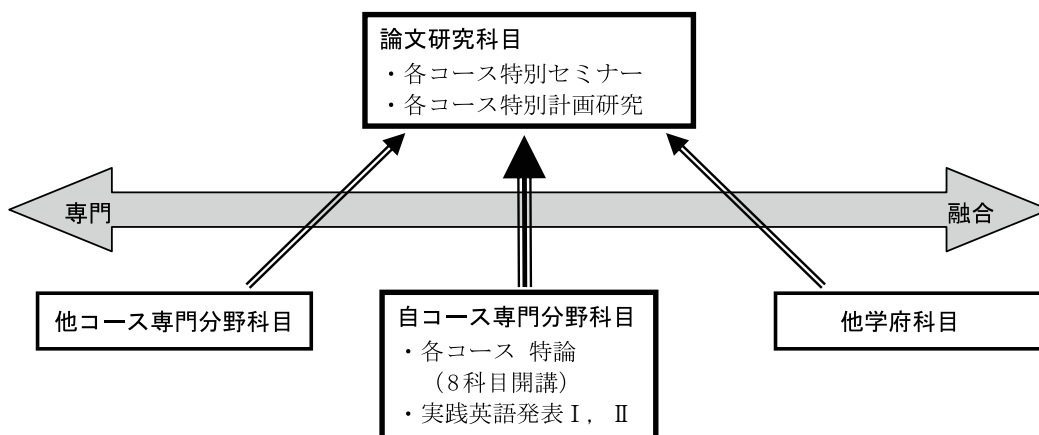 論文研究科目
・各コース特別セミナー
・各コース特別計画研究
専門
融合
他コース専門分野科目
自コース専門分野科目
・各コース 特論
（8科目開講）
・実践英語発表Ⅰ，Ⅱ
他学府科目